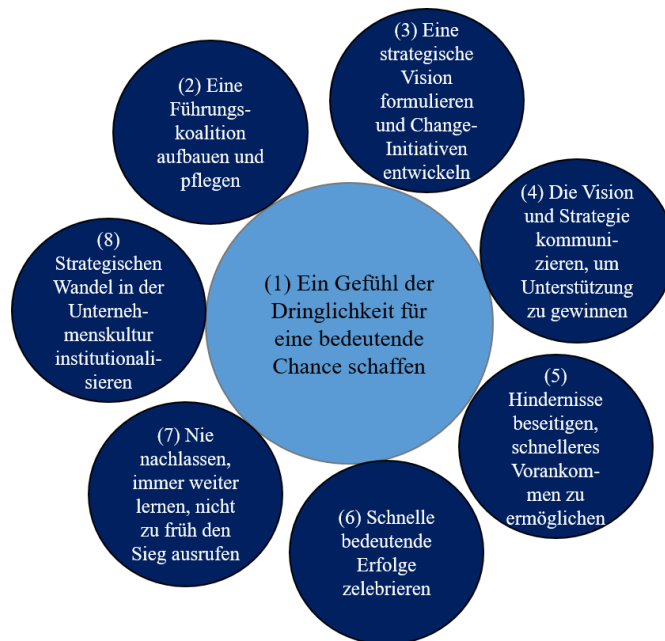 (1) Ein Gefühl der
Dringlichkeit für
eine bedeutende
Chance schaffen
(2) Eine
Führungs-
koalition
aufbauen und
pflegen
(3) Eine
strategische
Vision
formulieren
und Change-
Initiativen
entwickeln
(4) Die Vision
und Strategie
kommuni-
zieren, um
Unterstützung
zu gewinnen
(5)
Hindernisse
beseitigen,
schnelleres
Vorankom-
men zu
ermöglichen
(6) Schnelle
bedeutende
Erfolge
zelebrieren
(7) Nie
nachlassen,
immer weiter
lernen, nicht
zu früh den
Sieg ausrufen
(8)
Strategischen
Wandel in der
Unterneh-
menskultur
institutionali-
sieren